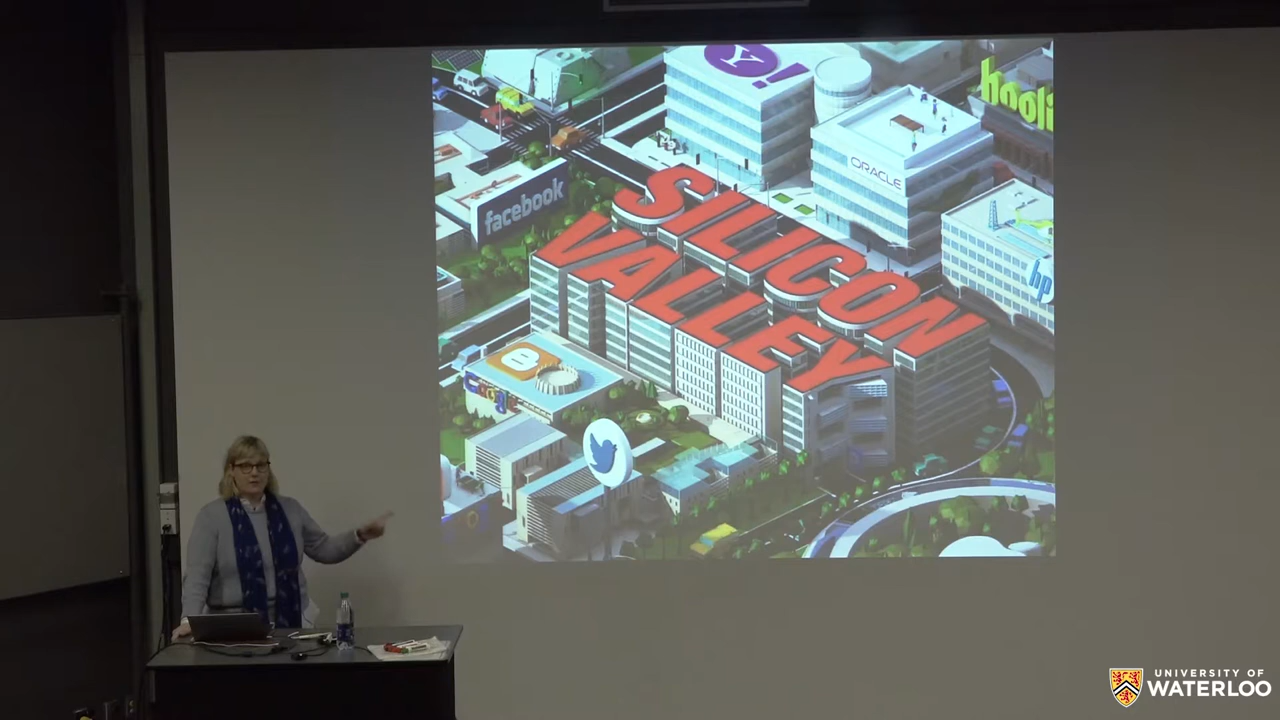 Y!
hooli
ORACLE
facebook
SILICON
VALLEY
hp
Google
UNIVERSITY OF
WATERLOO